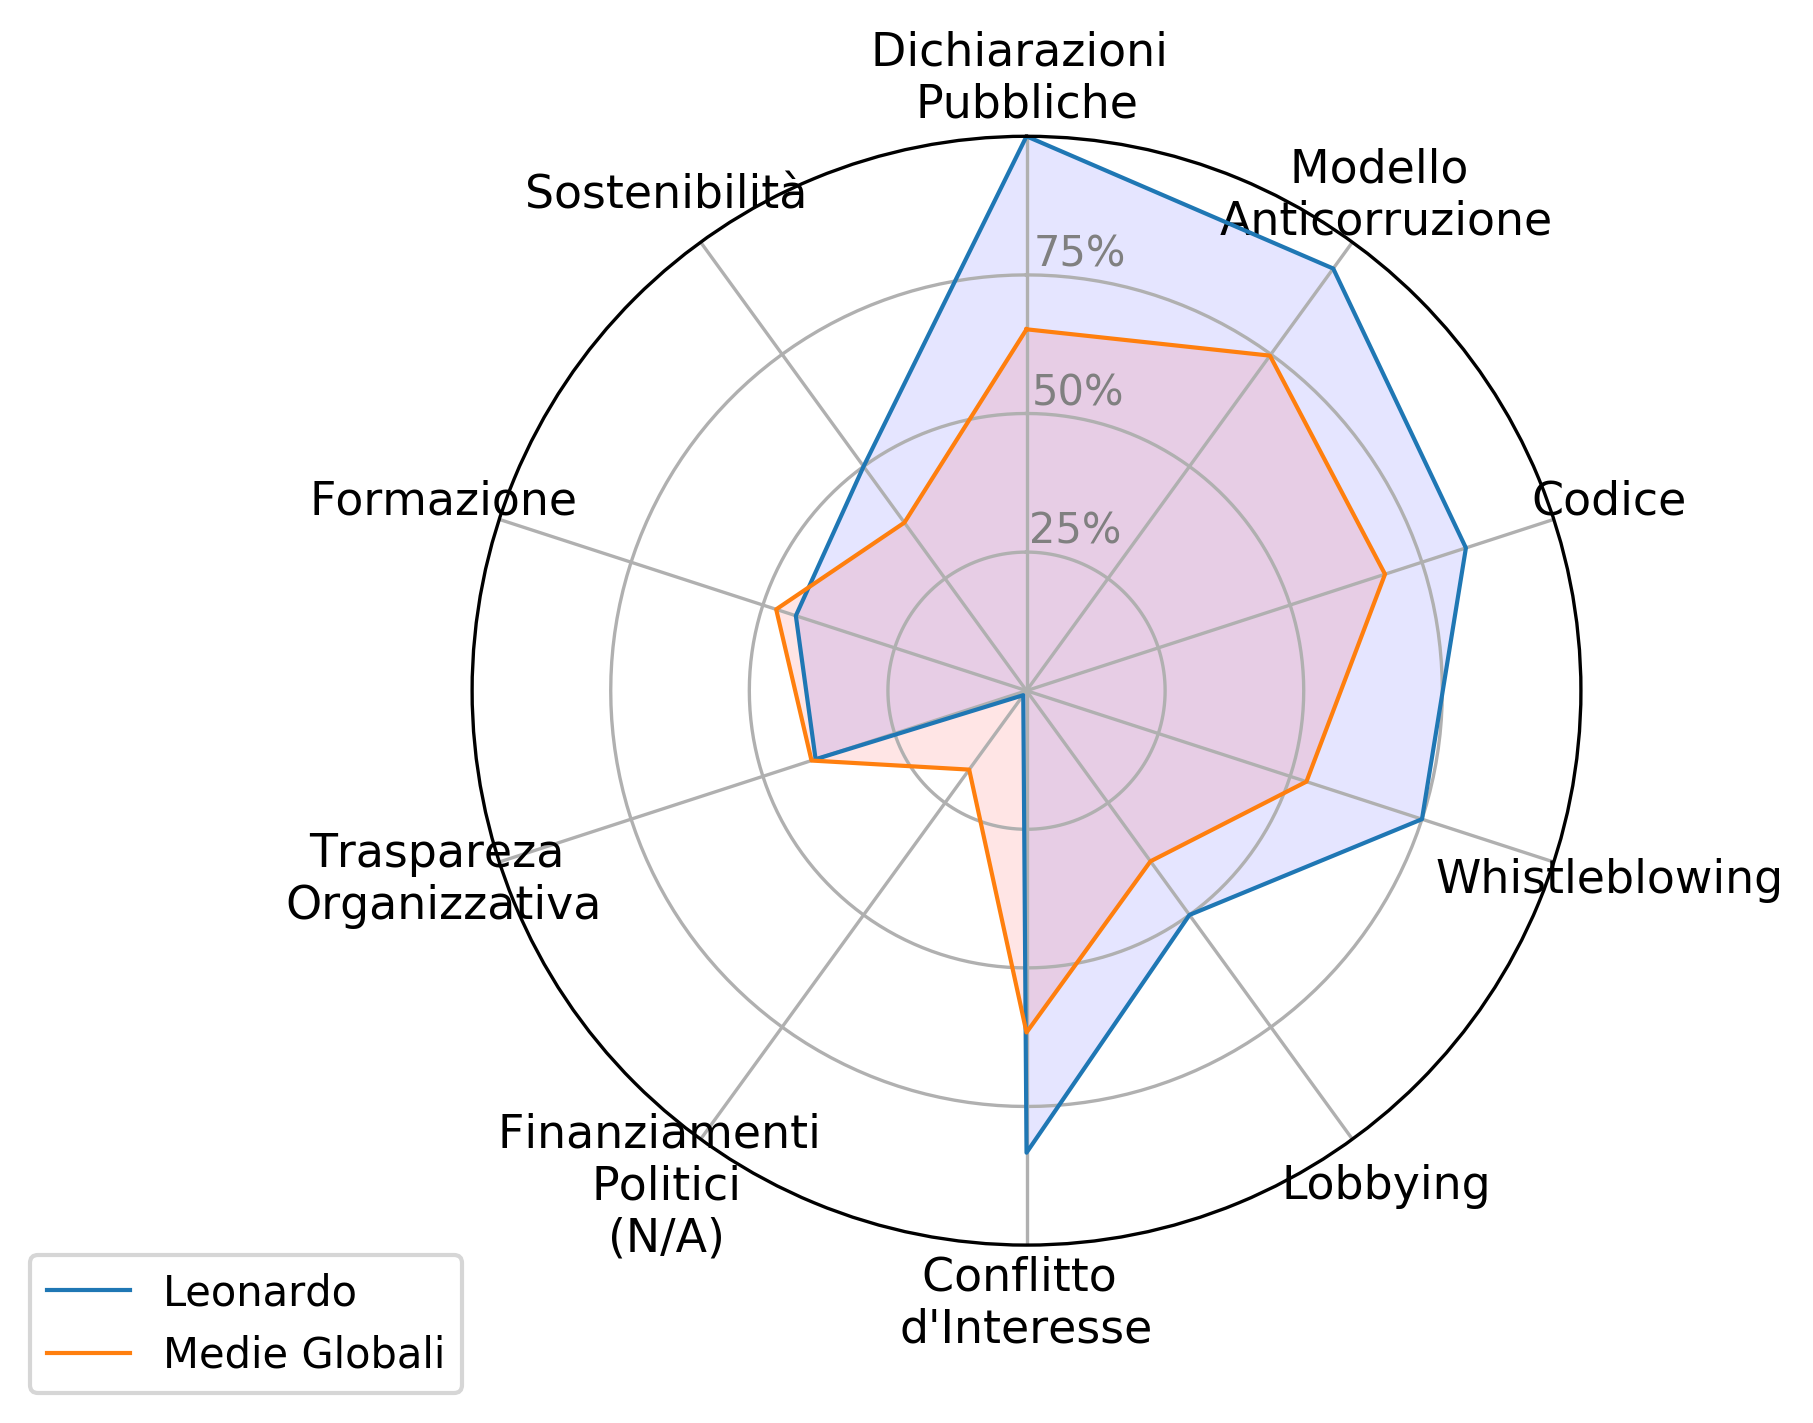 Dichiarazioni
Pubbliche
Modello
Anticorruzione
Sostenibilità
75%
50%
Formazione
Codice
25%
Traspareza
Organizzativa
Whistleblowing
Finanziamenti
Politici
(N/A)
Lobbying
Conflitto
d'Interesse
Leonardo
Medie Globali